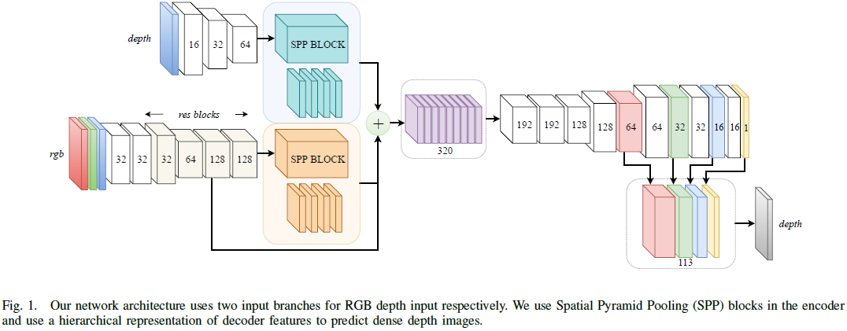 depth
16
32
64
SPP BLOCK
res blocks
rgb
32
32
32
64
128
128
SPP BLOCK
+
320
192
192
128
128
64
64
32
32
16
16
1
113
depth
Fig. 1. Our network architecture uses two input branches for RGB depth input respectively. We use Spatial Pyramid Pooling (SPP) blocks in the encoder
and use a hierarchical representation of decoder features to predict dense depth images.